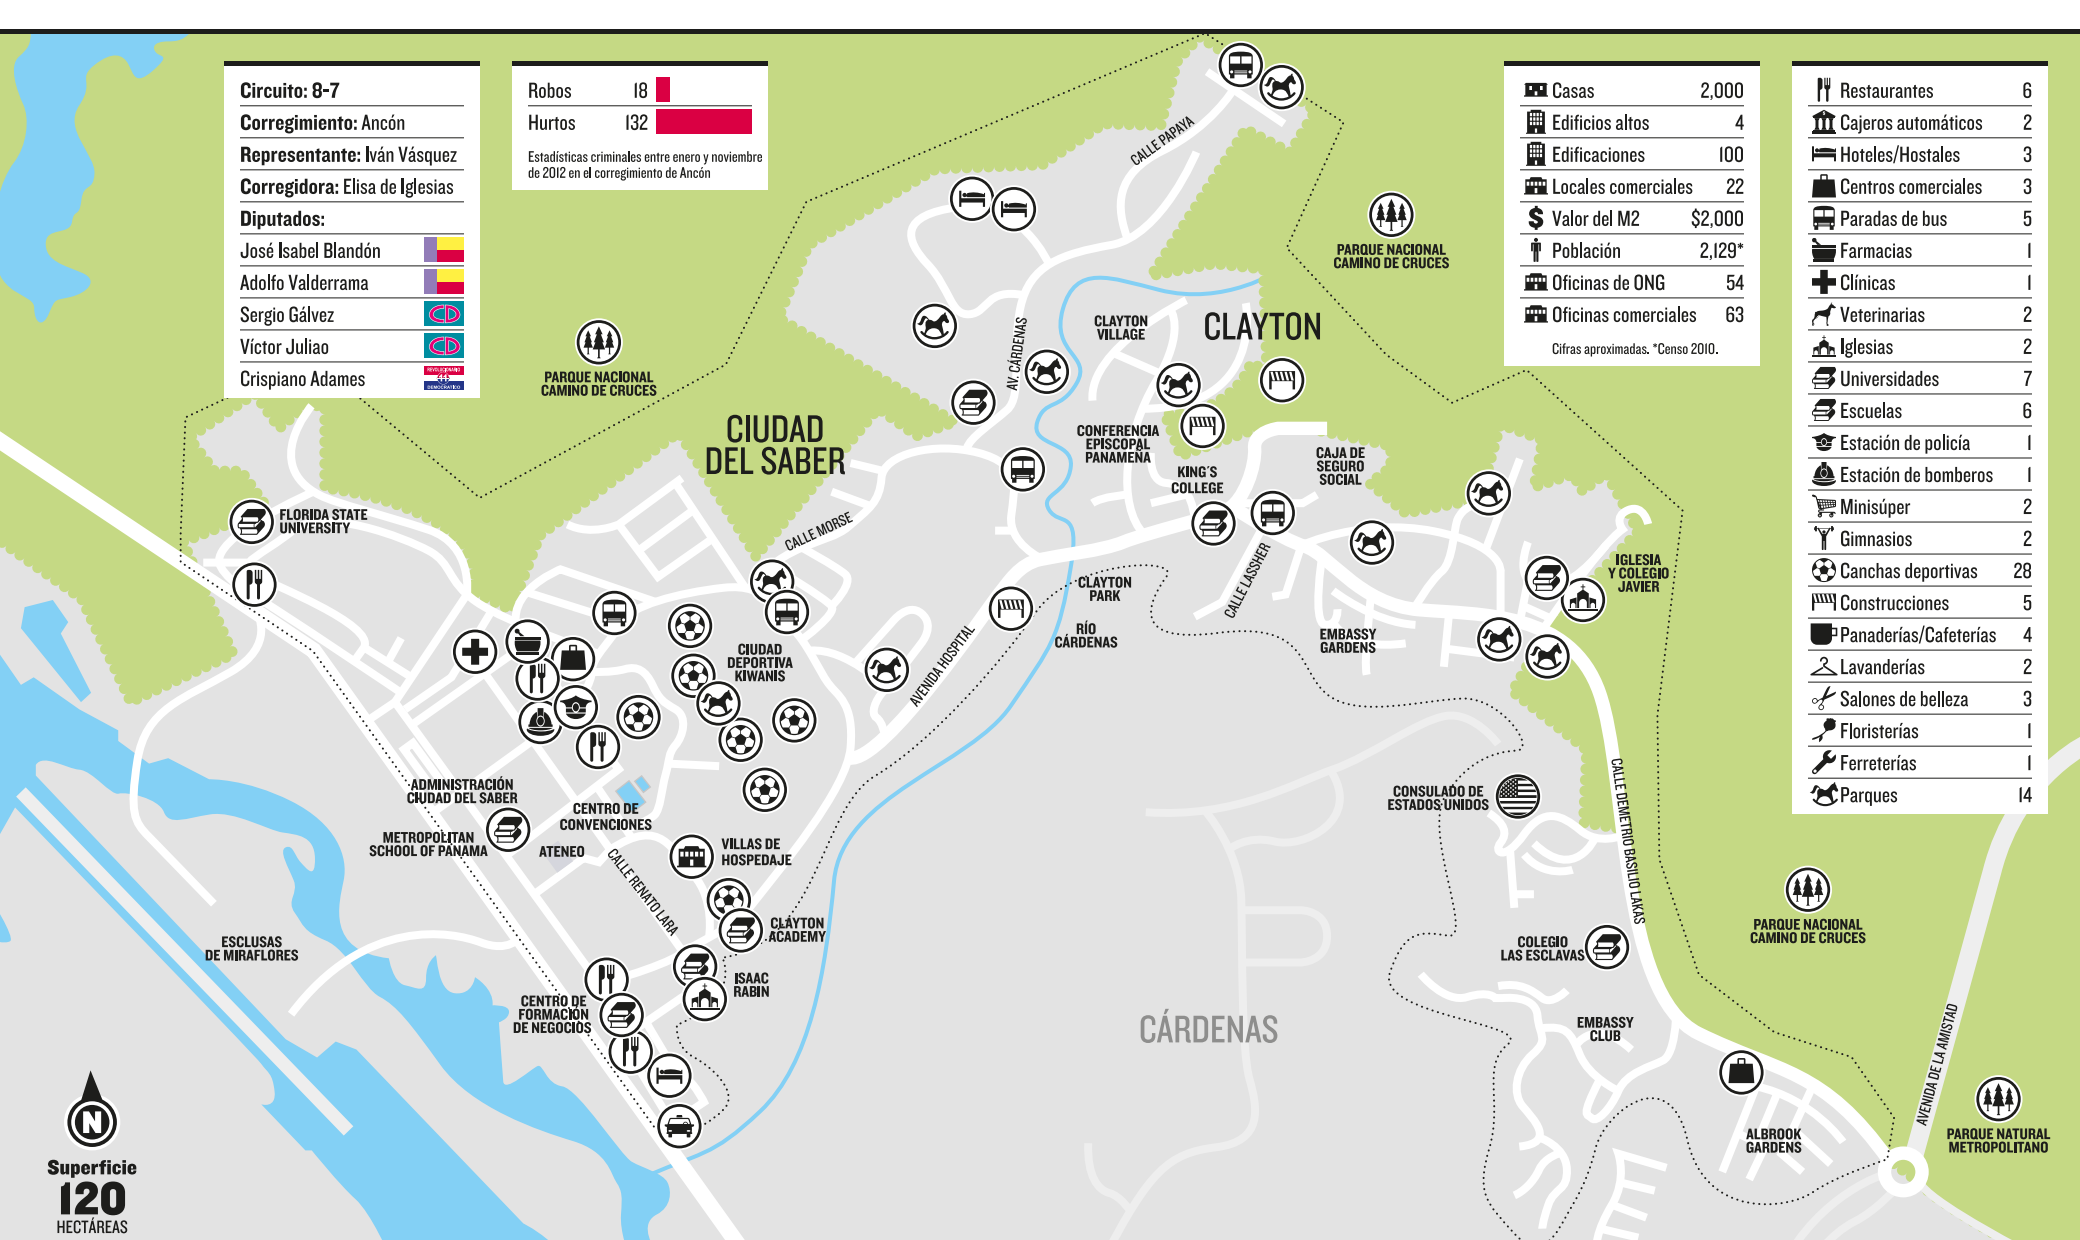 Circuito: 8-7
Corregimiento: Ancón
Representante: Iván Vásquez
Corregidora: Elisa de Iglesias
Diputados:
José Isabel Blandón
Adolfo Valderrama
Sergio Gálvez
CD
Víctor Juliao
CD
Crispiano Adames
REVOLUCIONARIO
DEMOCRÁTICO
Robos 18
Hurtos 132
Estadísticas criminales entre enero y noviembre
de 2012 en el corregimiento de Ancón
Casas 2,000
Edificios altos 4
Edificaciones 100
Locales comerciales 22
$ Valor del M2 $2,000
Población 2,129*
Oficinas de ONG 54
Oficinas comerciales 63
Cifras aproximadas. *Censo 2010.
Restaurantes 6
Cajeros automáticos 2
Hoteles/Hostales 3
Centros comerciales 3
Paradas de bus 5
Farmacias 1
Clínicas 1
Veterinarias 2
Iglesias 2
Universidades 7
Escuelas 6
Estación de policía 1
Estación de bomberos 1
Minisúper 2
Gimnasios 2
Canchas deportivas 28
Construcciones 5
Panaderías/Cafeterías 4
Lavanderías 2
Salones de belleza 3
Floristerías 1
Ferreterías 1
Parques 14
CALLE PAPAYA
PARQUE NACIONAL
CAMINO DE CRUCES
PARQUE NACIONAL
CAMINO DE CRUCES
CLAYTON
VILLAGE
CLAYTON
AV. CÁRDENAS
CIUDAD
DEL SABER
CONFERENCIA
EPISCOPAL
PANAMEÑA
KING´S
COLLEGE
CAJA DE
SEGURO
SOCIAL
FLORIDA STATE
UNIVERSITY
CALLE MORSE
CALLE LASSHER
CLAYTON
PARK
RÍO
CÁRDENAS
EMBASSY
GARDENS
IGLESIA
Y COLEGIO
JAVIER
CIUDAD
DEPORTIVA
KIWANIS
AVENIDA HOSPITAL
ADMINISTRACIÓN
CIUDAD DEL SABER
METROPOLITAN
SCHOOL OF PANAMA
CENTRO DE
CONVENCIONES
ATENEO
CALLE RENATO LARA
VILLAS DE
HOSPEDAJE
CLAYTON
ACADEMY
ISAAC
RABIN
CENTRO DE
FORMACIÓN
DE NEGOCIOS
ESCLUSAS
DE MIRAFLORES
CONSULADO DE
ESTADOS UNIDOS
CALLE DEMETRIO BASILIO LAKAS
PARQUE NACIONAL
CAMINO DE CRUCES
COLEGIO
LAS ESCLAVAS
EMBASSY
CLUB
CÁRDENAS
ALBROOK
GARDENS
AVENIDA DE LA AMISTAD
PARQUE NATURAL
METROPOLITANO
N
Superficie
120
HECTÁREAS